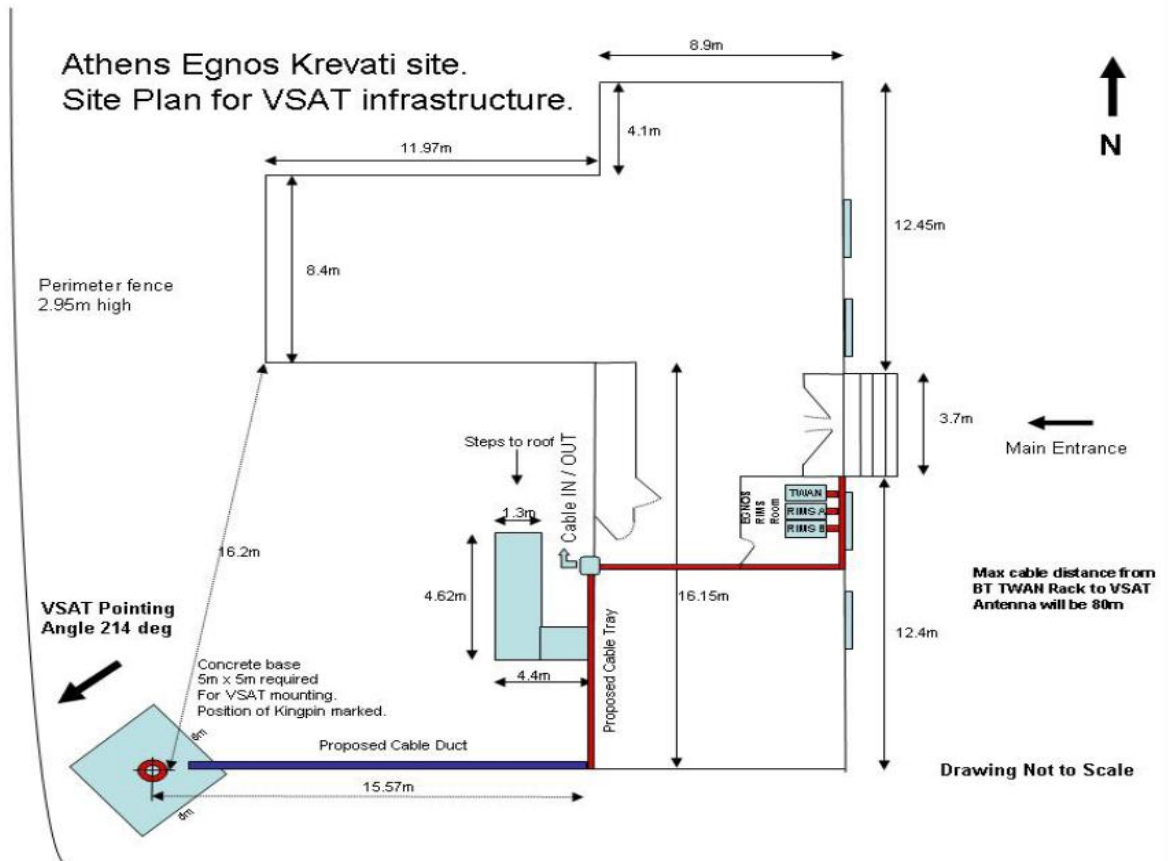 Athens Egnos Krevati site.
Site Plan for VSAT infrastructure.
8.9m
N
4.1m
11.97m
12.45m
8.4m
Perimeter fence
2.95m high
3.7m
Main Entrance
Steps to roof
Cable IN / OUT
EGNOS
RIMS
Room
TWAN
RIMS A
RIMS B
1.3m
16.2m
4.62m
16.15m
Max cable distance from
BT TWAN Rack to VSAT
Antenna will be 80m
VSAT Pointing
Angle 214 deg
12.4m
Concrete base
5m x 5m required
For VSAT mounting.
Position of Kingpin marked.
4.4m
Proposed Cable Tray
Proposed Cable Duct
15.57m
Drawing Not to Scale